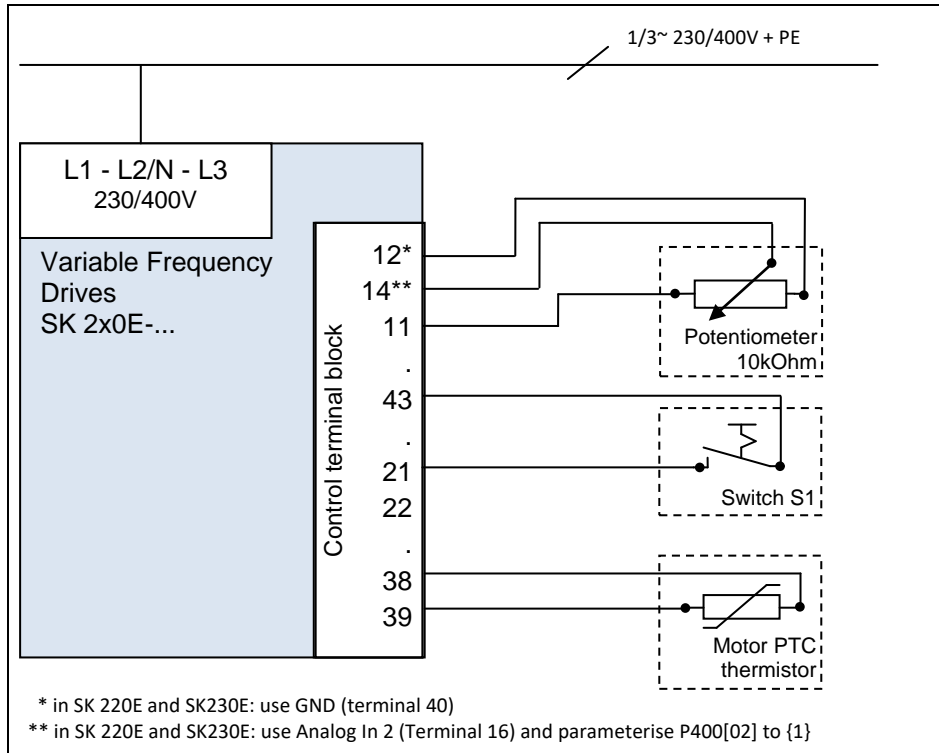 1/3~ 230/400V + PE
L1 - L2/N - L3
230/400V
Variable Frequency
Drives
SK 2x0E-...
Control terminal block
12*
14**
11
.
43
.
21
22
.
38
39
Potentiometer
10kOhm
Switch S1
Motor PTC
thermistor
* in SK 220E and SK230E: use GND (terminal 40)
** in SK 220E and SK230E: use Analog In 2 (Terminal 16) and parameterise P400[02] to {1}